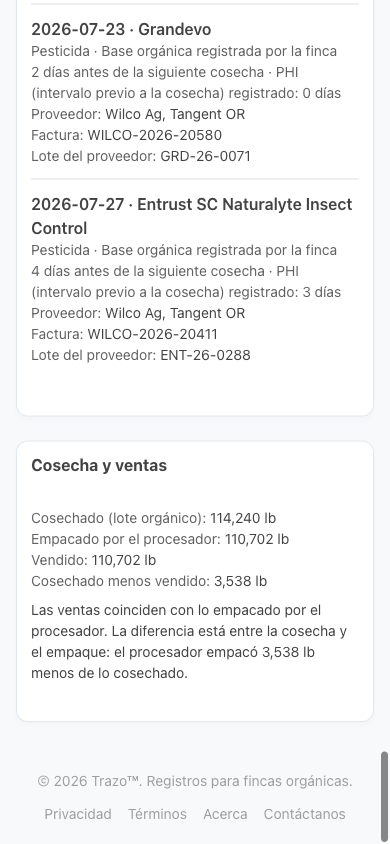 2026-07-23 · Grandevo
Pesticida · Base orgánica registrada por la finca
2 días antes de la siguiente cosecha · PHI
(intervalo previo a la cosecha) registrado: 0 días
Proveedor: Wilco Ag, Tangent OR
Factura: WILCO-2026-20580
Lote del proveedor: GRD-26-0071
2026-07-27 · Entrust SC Naturalyte Insect
Control
Pesticida · Base orgánica registrada por la finca
4 días antes de la siguiente cosecha · PHI
(intervalo previo a la cosecha) registrado: 3 días
Proveedor: Wilco Ag, Tangent OR
Factura: WILCO-2026-20411
Lote del proveedor: ENT-26-0288
Cosecha y ventas
Cosechado (lote orgánico): 114,240 lb
Empacado por el procesador: 110,702 lb
Vendido: 110,702 lb
Cosechado menos vendido: 3,538 lb
Las ventas coinciden con lo empacado por el
procesador. La diferencia está entre la cosecha y
el empaque: el procesador empacó 3,538 lb
menos de lo cosechado.
© 2026 Trazo™. Registros para fincas orgánicas.
Privacidad Términos Acerca Contáctanos